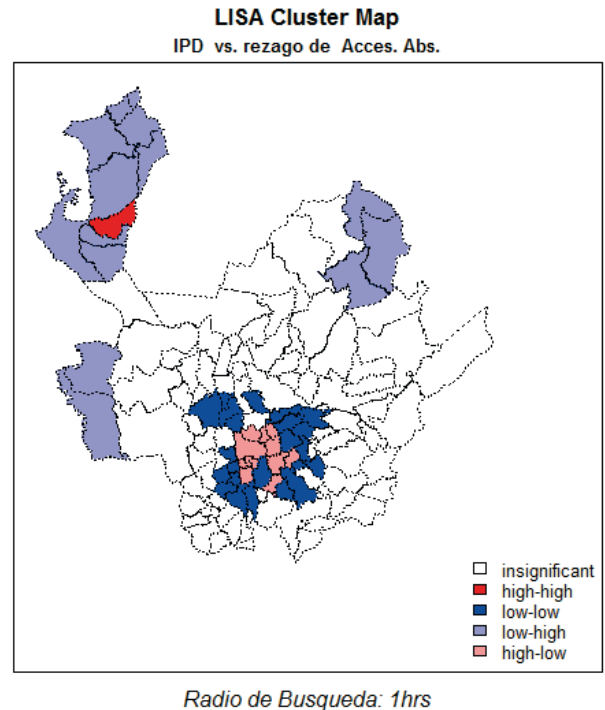 LISA Cluster Map
IPD vs. rezago de Acces. Abs.
insignificant
high-high
low-low
low-high
high-low
Radio de Busqueda: 1hrs